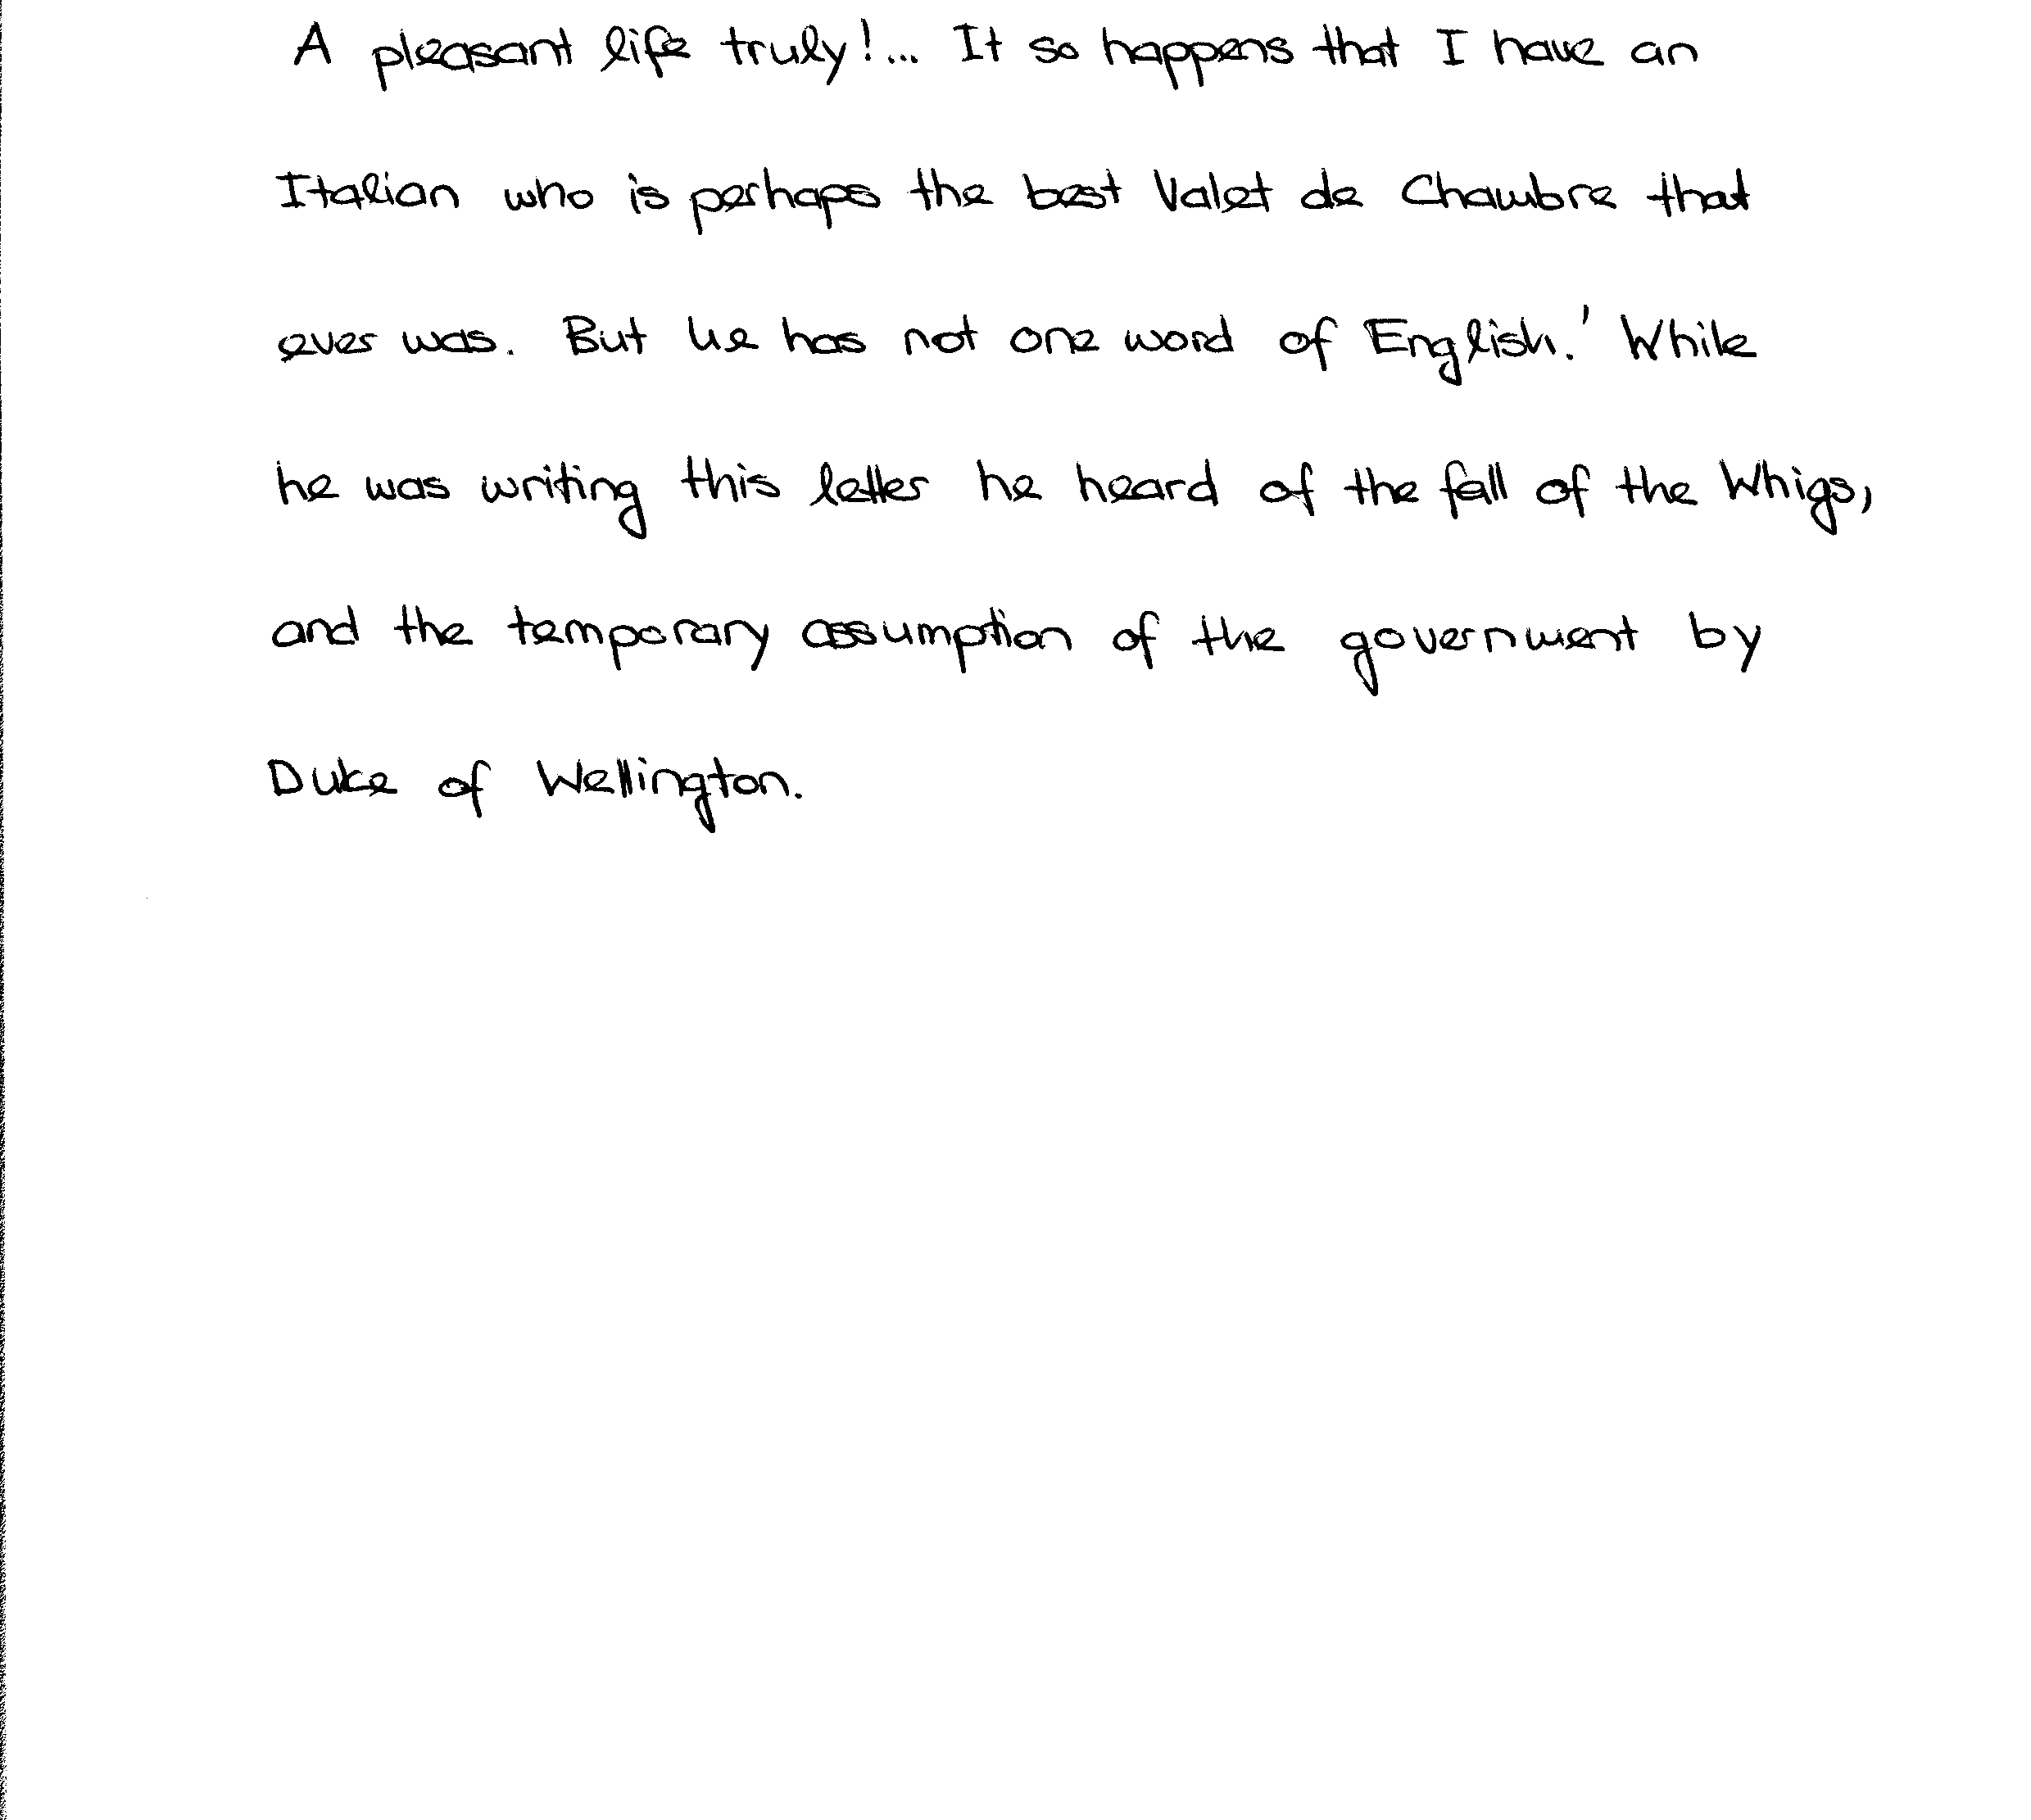 A pleasant life truly!... It so happens that I have an
Italian who is perhaps the best Valet de Chambre that
ever was. But he has not one word of English.' While
he was writing this letter he heard of the fall of the Whigs,
and the temporary assumption of the government by
Duke of Wellington.